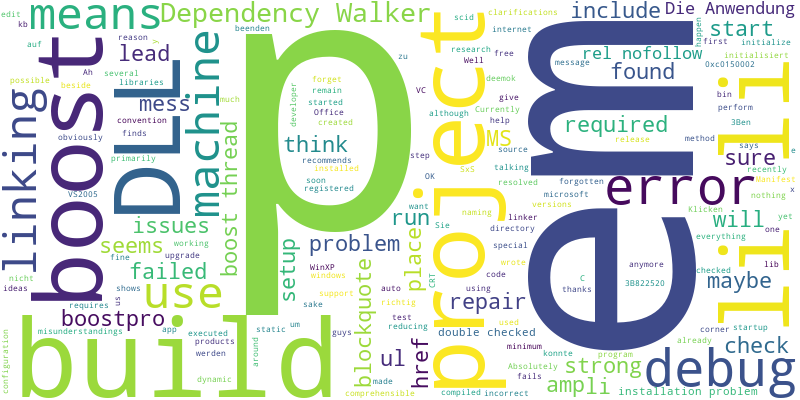 edit
kb
means
Dependency Walker
scid
clarifications
include
Die Anwendung
reason
auf
lead
beenden
zu
several
libraries
Ah
possible
beside
y
convention
finds
much
obviously
primarily
boost
DLL
mess
machine
linking
VS2005
issues
seems
working
fine
upgrade
failed
nicht
ideas
requires
us
shows
use
boostpro
misunderstandings
app
executed
products
werden
dynamic
configuration
build
p
boost thread
setup
static
um
around
forget
remain
started
developer
Office
created
think
recommends
installed
soon
registered
problem
WinXP
windows
sake
support
guys
auto
test
reducing
made
comprehensible
blockquote
ul
href
place
run
want
Sie
CRT
richtig
project
internet
research
free
Well
deemok
Currently
give
VC
although
help
MS
step
source
SxS
talking
OK
resolved
microsoft
naming
versions
linker
directory
special
code
using
wrote
repair
used
double checked
minimum
Absolutely
konnte
fails
program
compiled
incorrect
strong
ampli
installation problem
em
message
happen
start
first
initialize
rel nofollow
found
0xc0150002
initialisiert
bin
perform
required
3Ben
method
says
release
sure
recently
forgotten
nothing
Manifest
x
error
li li
will
Klicken
yet
everything
one
anymore
C
thanks
3B822520
maybe
checked
lib
corner
startup
check
already
debug